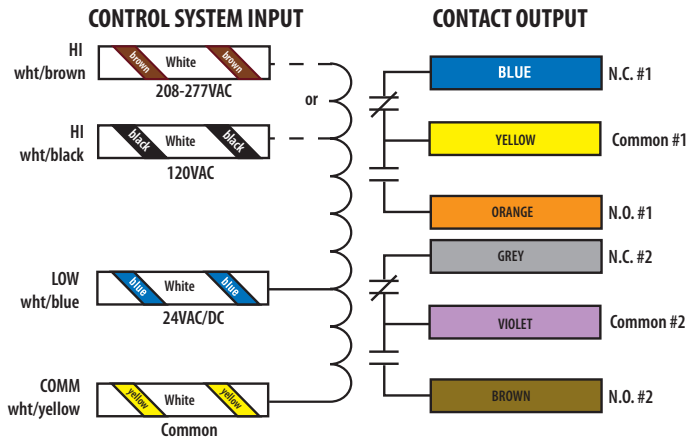 CONTROL SYSTEM INPUT
HI
wht/brown
brown White brown
208-277VAC
or
HI
wht/black
black White black
120VAC
LOW
wht/blue
blue White blue
24VAC/DC
COMM
wht/yellow
yellow White yellow
Common
CONTACT OUTPUT
BLUE N.C. #1
YELLOW Common #1
ORANGE N.O. #1
GREY N.C. #2
VIOLET Common #2
BROWN N.O. #2